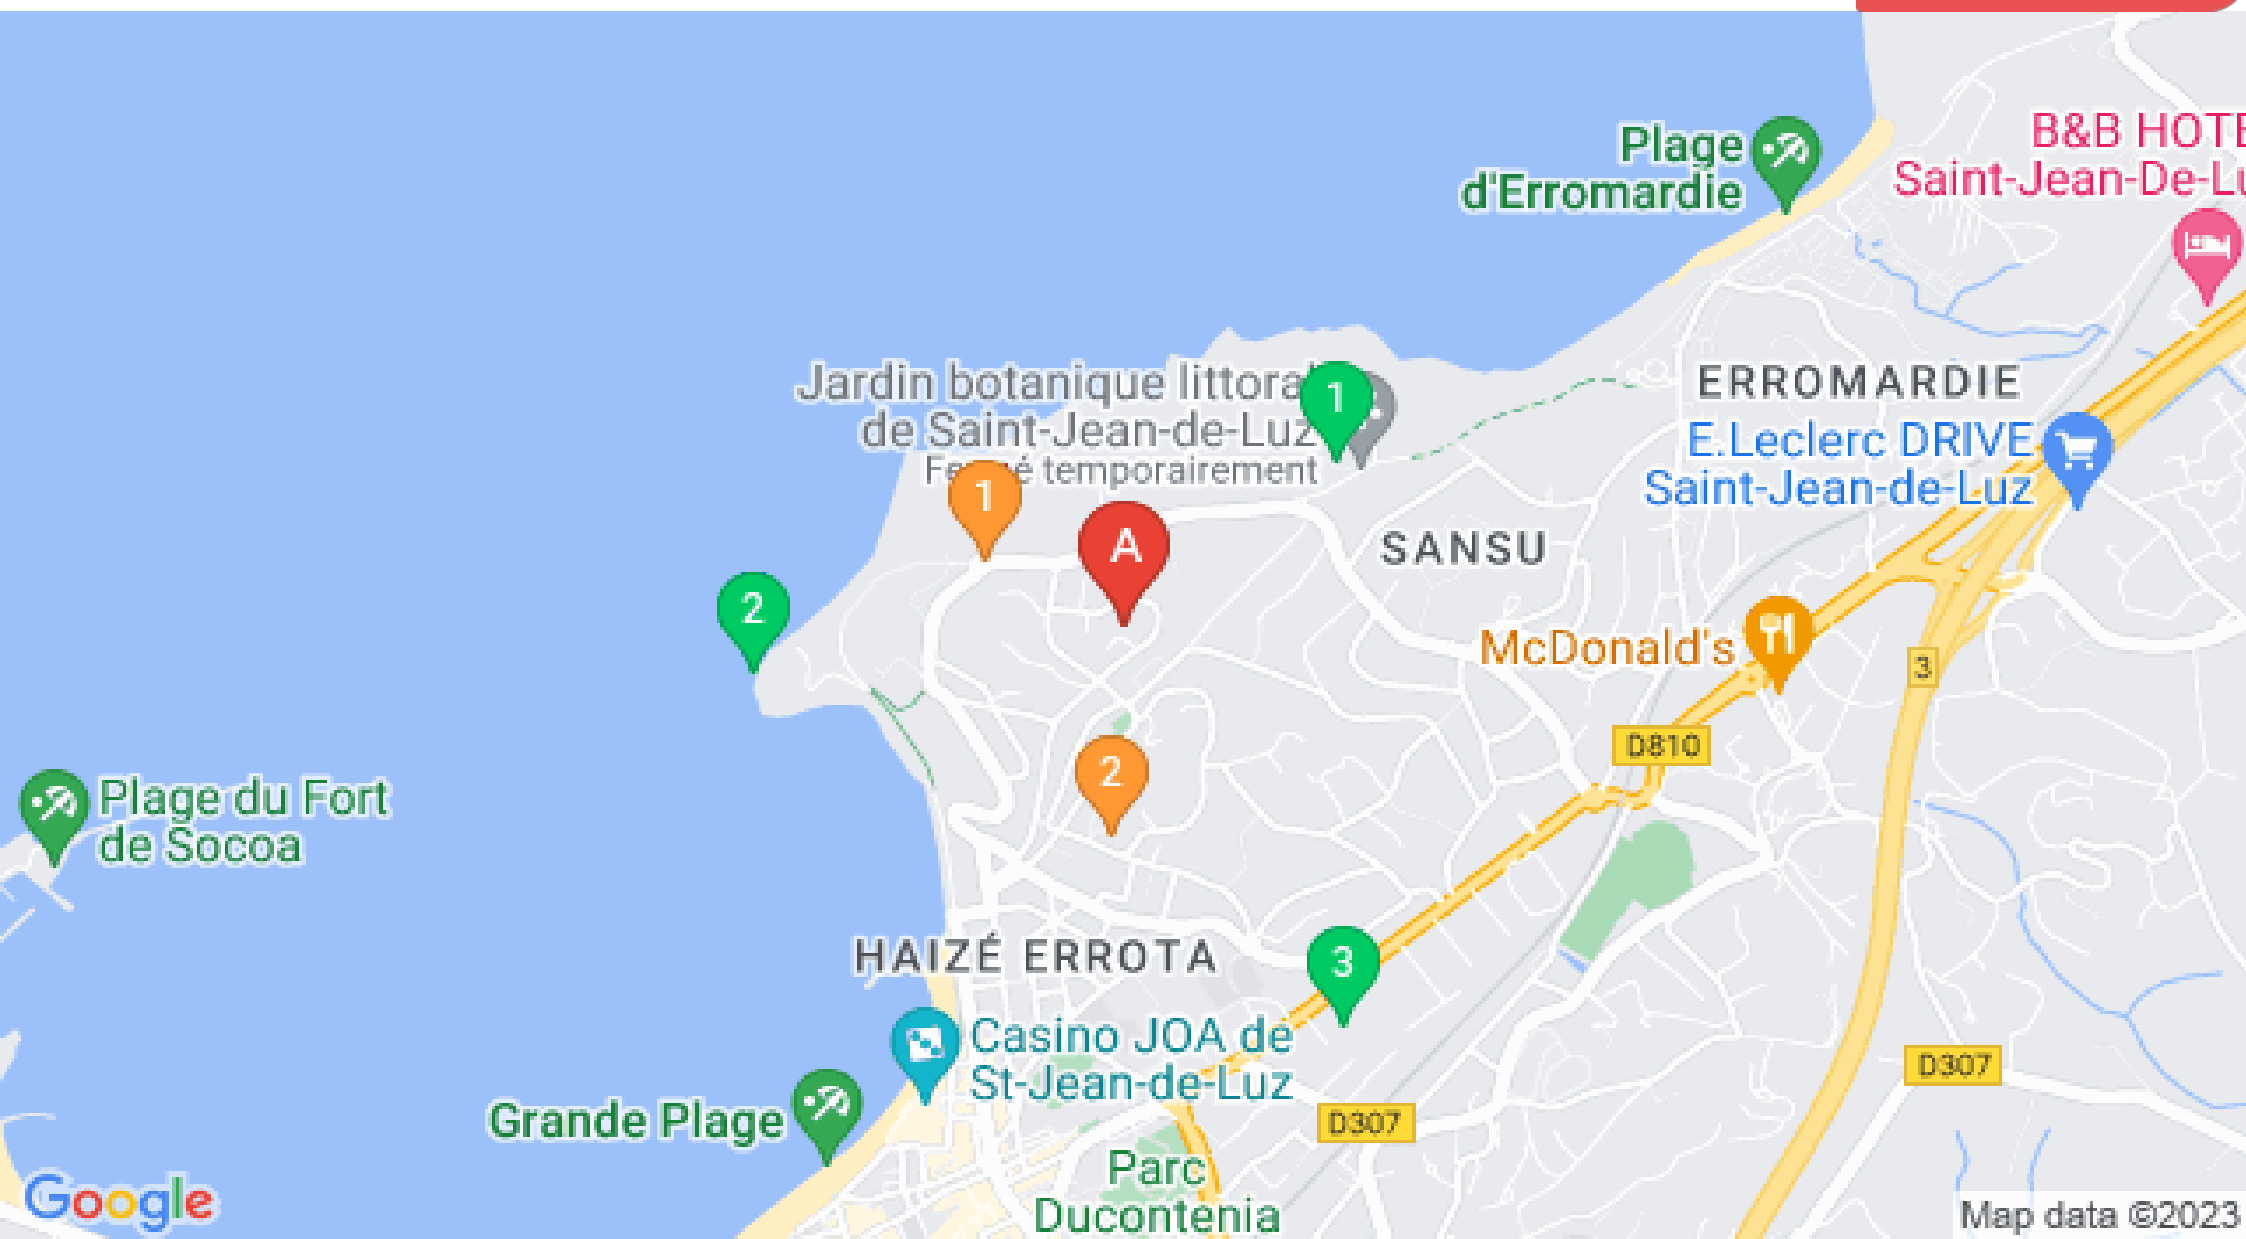 B&B HOTE
Saint-Jean-De-Lu
Plage
d'Erromardie
Jardin botanique littoral
de Saint-Jean-de-Luz
Fermé temporairement
1
1
A
2
ERROMARDIE
E.Leclerc DRIVE
Saint-Jean-de-Luz
SANSU
McDonald's
3
D810
2
Plage du Fort
de Socoa
HAIZÉ ERROTA
3
Casino JOA de
St-Jean-de-Luz
Grande Plage
D307
D307
Parc
Ducontenia
Google
Map data ©2023